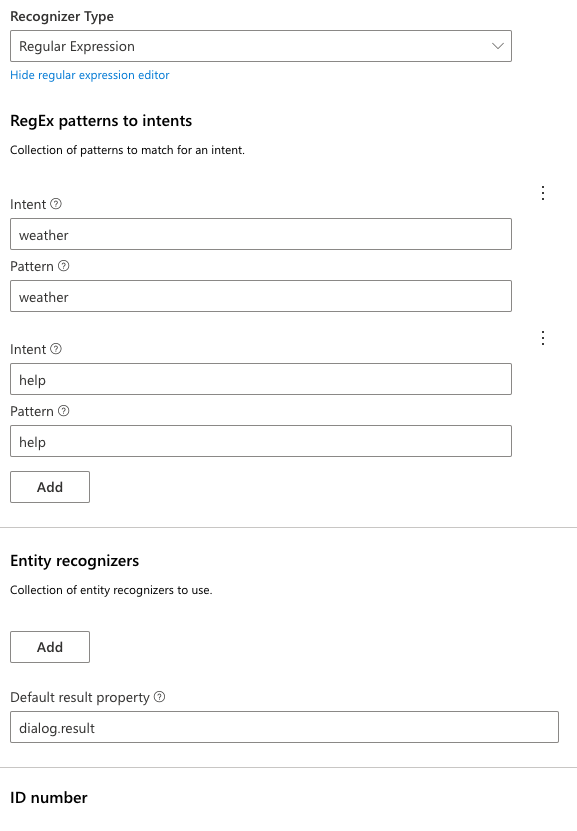 Recognizer Type
Regular Expression
Hide regular expression editor
RegEx patterns to intents
Collection of patterns to match for an intent.
Intent
weather
Pattern
weather
Intent
help
Pattern
help
Add
Entity recognizers
Collection of entity recognizers to use.
Add
Default result property
dialog.result
ID number